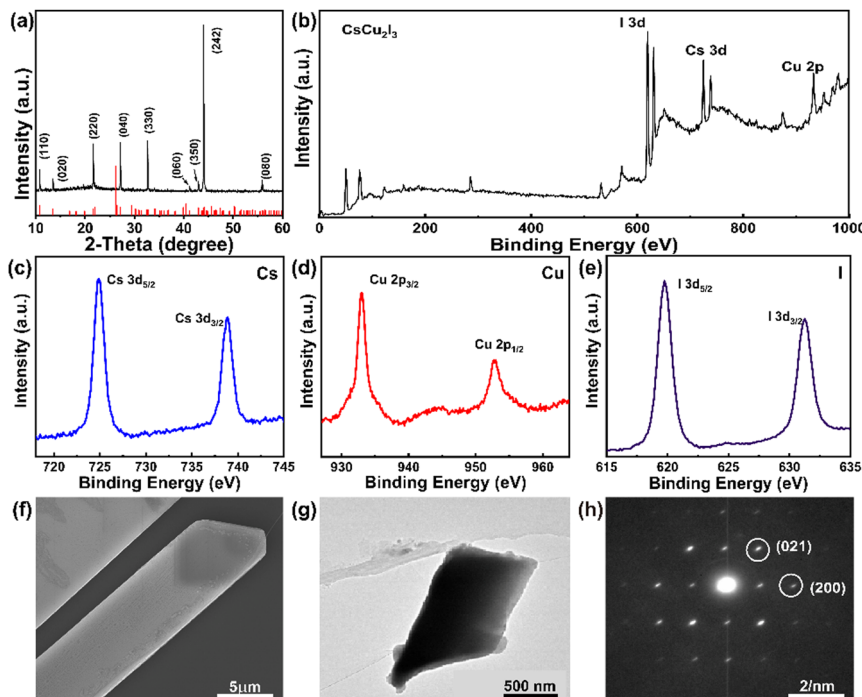 (a)
(110)
(020)
(220)
(040)
(330)
(060)
(350)
(242)
(080)
Intensity (a.u.)
10 20 30 40 50 60
2-Theta (degree)
(b)
CsCu₂I₃
I 3d
Cs 3d
Cu 2p
Intensity (a.u.)
0 200 400 600 800 1000
Binding Energy (eV)
(c)
Cs 3d₅/₂
Cs
Cs 3d₃/₂
Intensity (a.u.)
720 725 730 735 740 745
Binding Energy (eV)
(d)
Cu 2p₃/₂
Cu
Cu 2p₁/₂
Intensity (a.u.)
930 940 950 960
Binding Energy (eV)
(e)
I 3d₅/₂
I
I 3d₃/₂
Intensity (a.u.)
615 620 625 630 635
Binding Energy (eV)
(f)
5μm
(g)
500 nm
(h)
(021)
(200)
2/nm